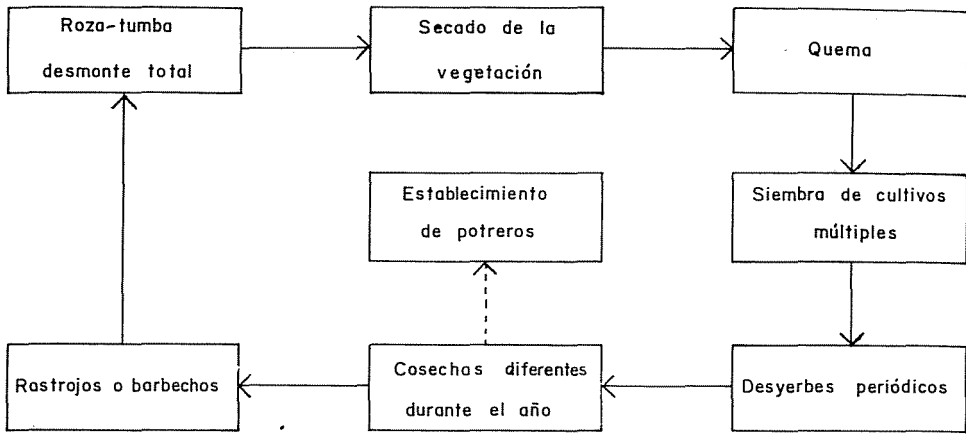 Roza-tumba
desmonte total
Secado de la
vegetación
Quema
Establecimiento
de potreros
Siembra de cultivos
múltiples
Rastrojos o barbechos
Cosechas diferentes
durante el año
Desyerbes periódicos